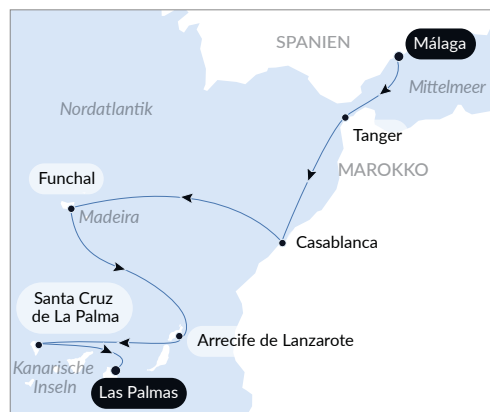 SPANIEN
Málaga
Mittelmeer
Nordatlantik
Tanger
MAROKKO
Funchal
Madeira
Casablanca
Santa Cruz
de La Palma
Arrecife de Lanzarote
Kanarische
Inseln
Las Palmas